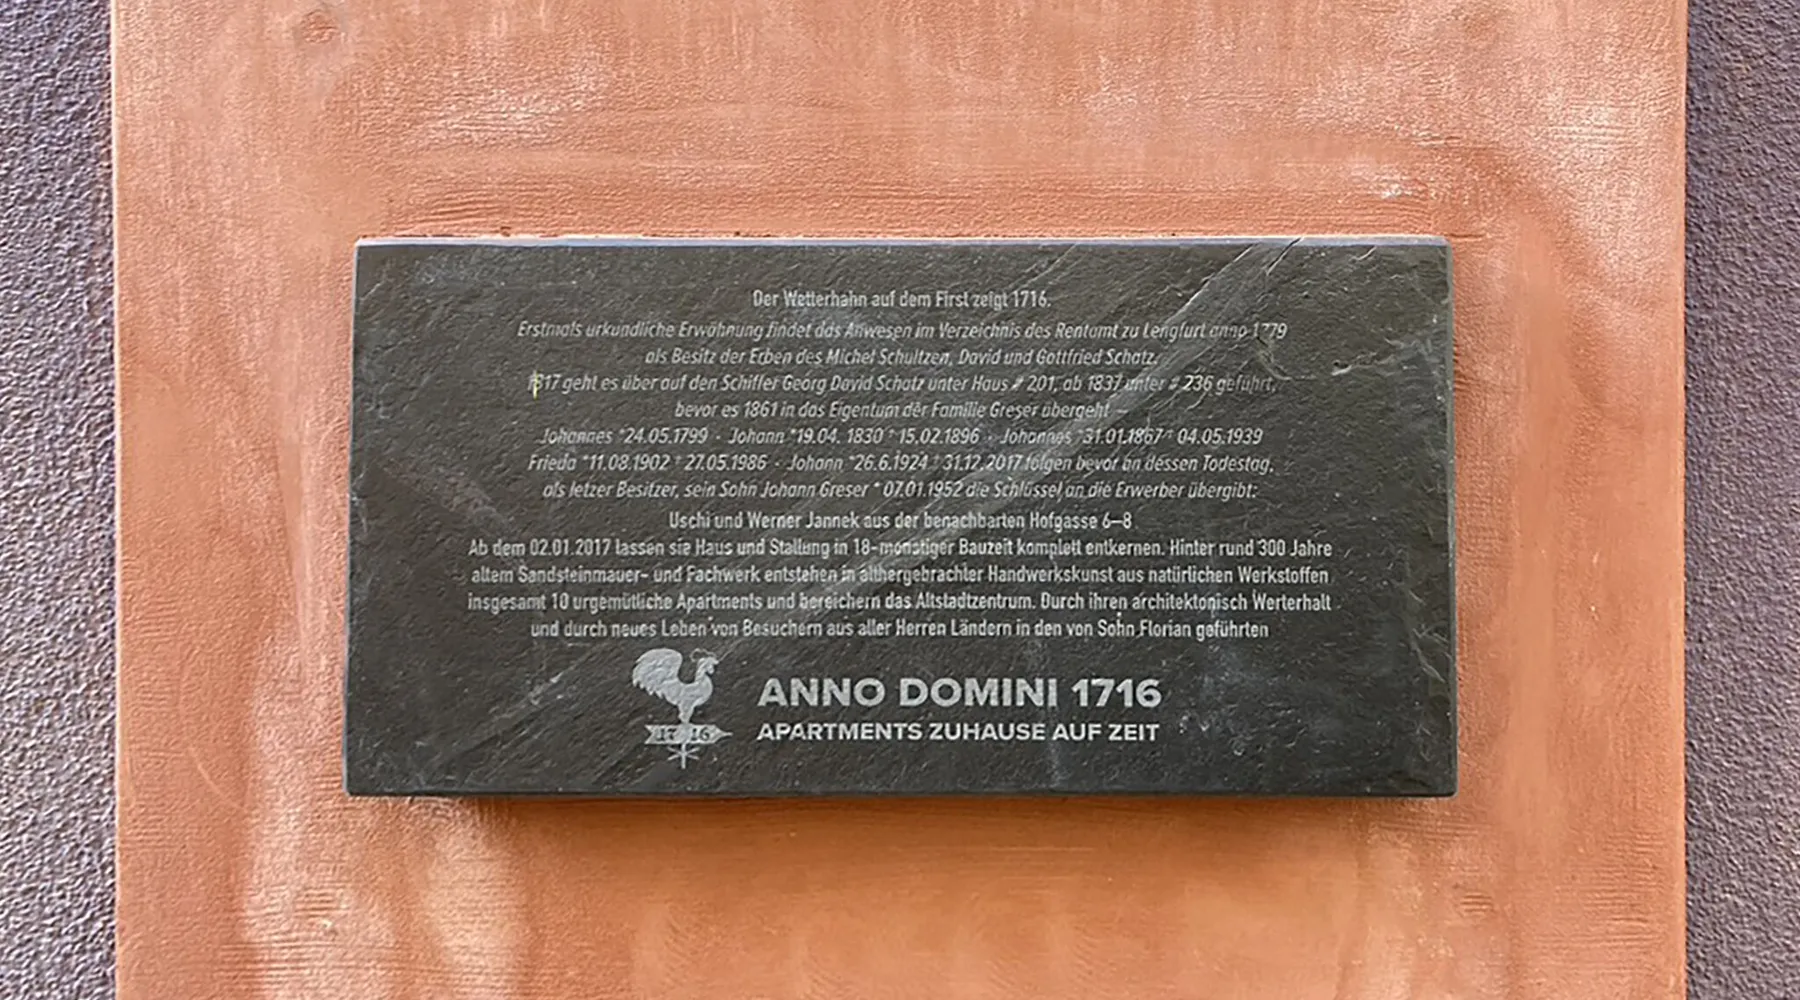 Der Wetterhahn auf dem First zeigt 1716.
Erstmals urkundliche Erwähnung findet das Anwesen im Verzeichnis des Rentamt zu Lengfurt anno 1779
als Besitz der Erben des Michel Schultzen, David und Gottfried Schatz.
1817 geht es über auf den Schiffer Georg David Schatz unter Haus # 201, ab 1837 unter # 236 geführt,
bevor es 1861 in das Eigentum der Familie Greser übergeht –
Johannes *24.05.1799 · Johann *19.04. 1830 † 15.02.1896 · Johannes *31.01.1867 † 04.05.1939
Frieda *11.08.1902 † 27.05.1986 · Johann *26.6.1924 † 31.12.2017 folgen bevor an dessen Todestag,
als letzer Besitzer, sein Sohn Johann Greser * 07.01.1952 die Schlüssel an die Erwerber übergibt:
Uschi und Werner Jannek aus der benachbarten Hofgasse 6–8
Ab dem 02.01.2017 lassen sie Haus und Stallung in 18-monatiger Bauzeit komplett entkernen. Hinter rund 300 Jahre
altem Sandsteinmauer- und Fachwerk entstehen in althergebrachter Handwerkskunst aus natürlichen Werkstoffen
insgesamt 10 urgemütliche Apartments und bereichern das Altstadtzentrum. Durch ihren architektonisch Werterhalt
und durch neues Leben von Besuchern aus aller Herren Ländern in den von Sohn Florian geführten
ANNO DOMINI 1716
APARTMENTS ZUHAUSE AUF ZEIT
17 16